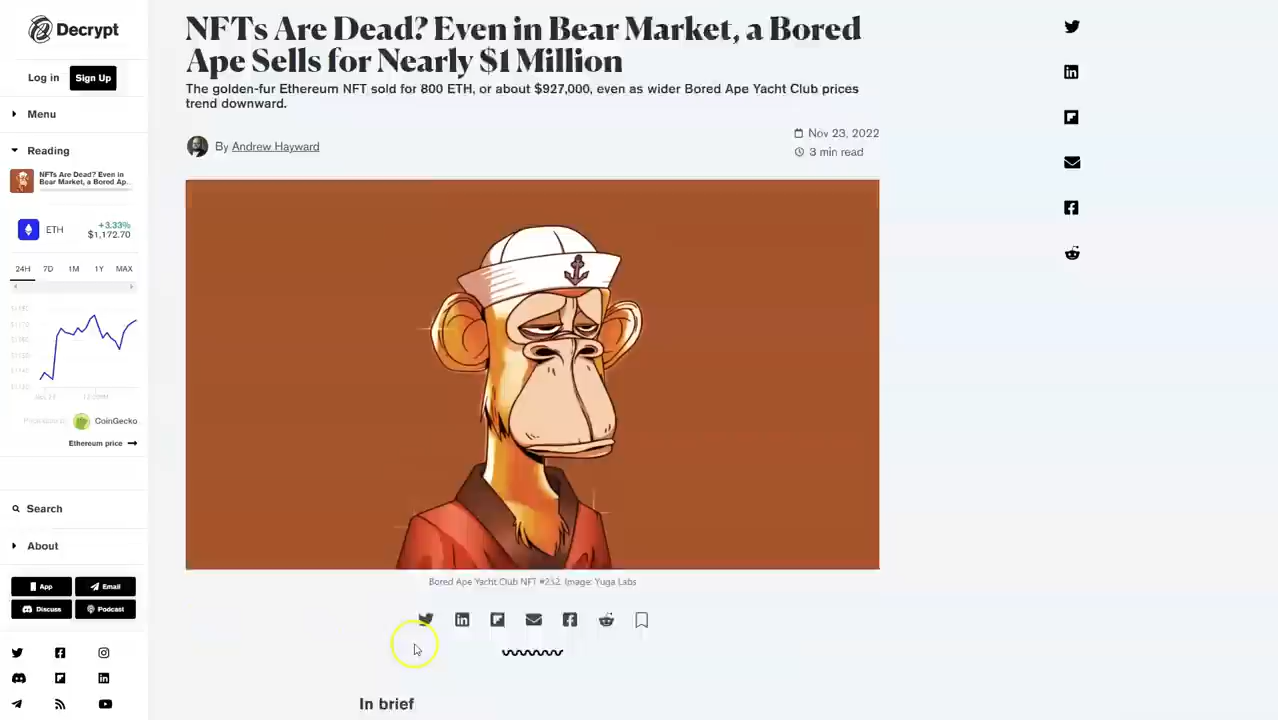 Decrypt
Log in
Sign Up
Menu
Reading
NFTs Are Dead? Even in
Bear Market, a Bored Ap...
ETH
+3.33%
$1,172.70
24H 7D 1M 1Y MAX
CoinGecko
Ethereum price
Search
About
App
Email
Discuss
Podcast
NFTs Are Dead? Even in Bear Market, a Bored
Ape Sells for Nearly $1 Million
The golden-fur Ethereum NFT sold for 800 ETH, or about $927,000, even as wider Bored Ape Yacht Club prices
trend downward.
By Andrew Hayward
Nov 23, 2022
3 min read
Bored Ape Yacht Club NFT #232. Image: Yuga Labs
In brief